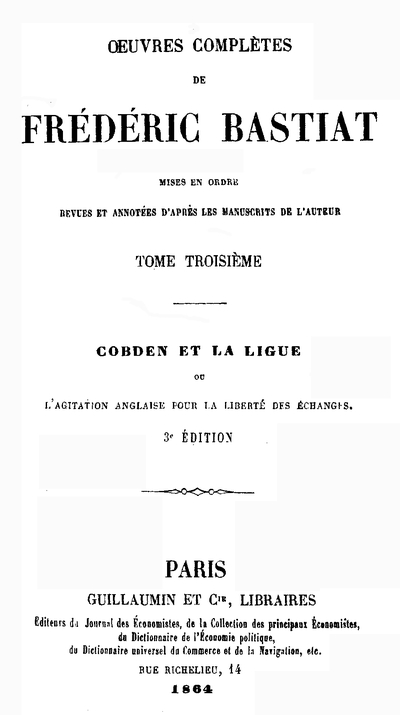 ŒUVRES COMPLÈTES
DE
FRÉDÉRIC BASTIAT
MISES EN ORDRE
REVUES ET ANNOTÉES D'APRÈS LES MANUSCRITS DE L'AUTEUR
TOME TROISIÈME
COBDEN ET LA LIGUE
OU
L'AGITATION ANGLAISE POUR LA LIBERTÉ DES ÉCHANGES.
3e ÉDITION
PARIS
GUILLAUMIN ET Cie, LIBRAIRES
Éditeurs du Journal des Économistes, de la Collection des principaux Économistes,
du Dictionnaire de l'Économie politique,
du Dictionnaire universel du Commerce et de la Navigation, etc.
RUE RICHELIEU, 14
1864